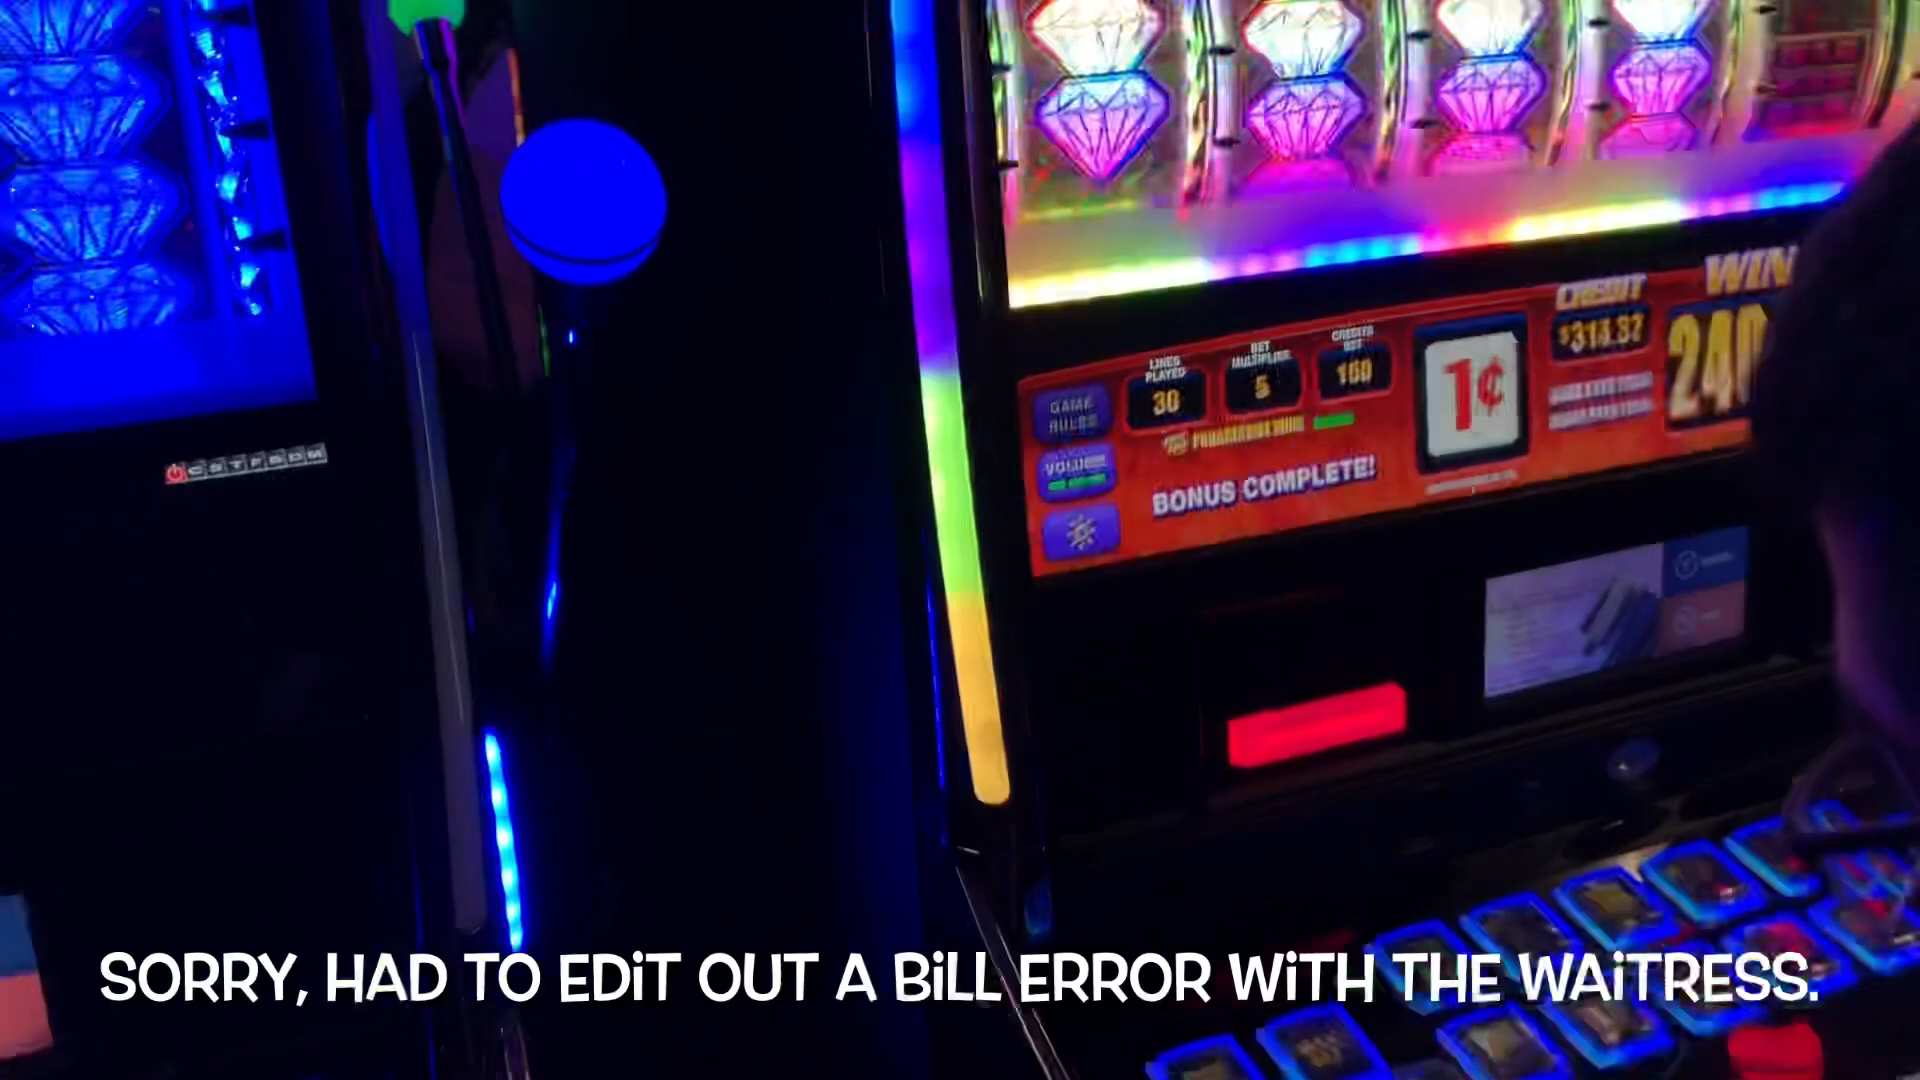 WIN
CREDIT
$314.87
240
LINES
PLAYED
30
BET
MULTIPLIER
5
CREDITS
BET
150
1¢
GAME
RULES
VOLUME
BONUS COMPLETE!
SORRY, HAD TO EDiT OUT A BiLL ERROR WiTH THE WAiTRESS.